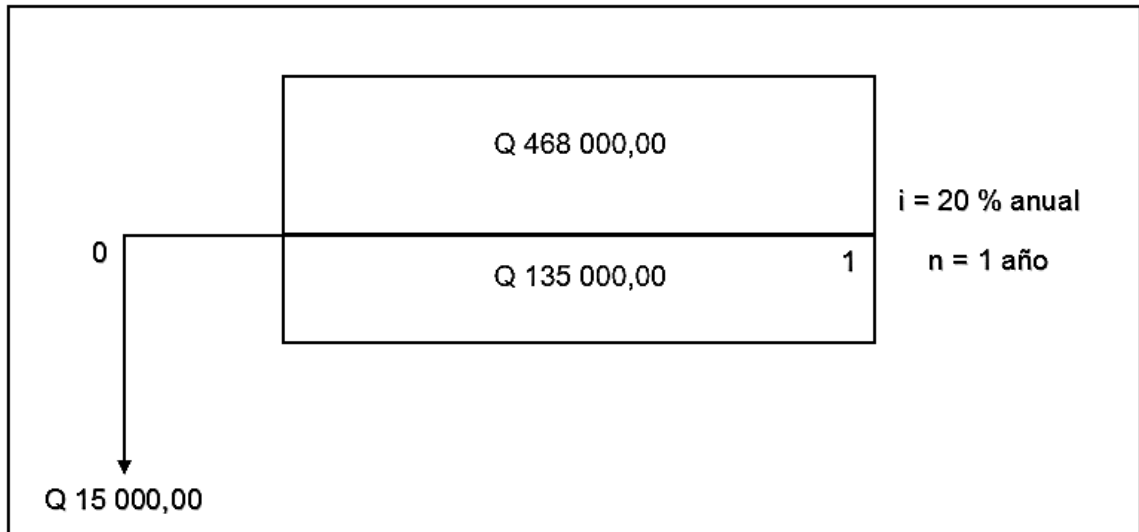 Q 468 000,00
i = 20 % anual
0
Q 135 000,00
1
n = 1 año
Q 15 000,00